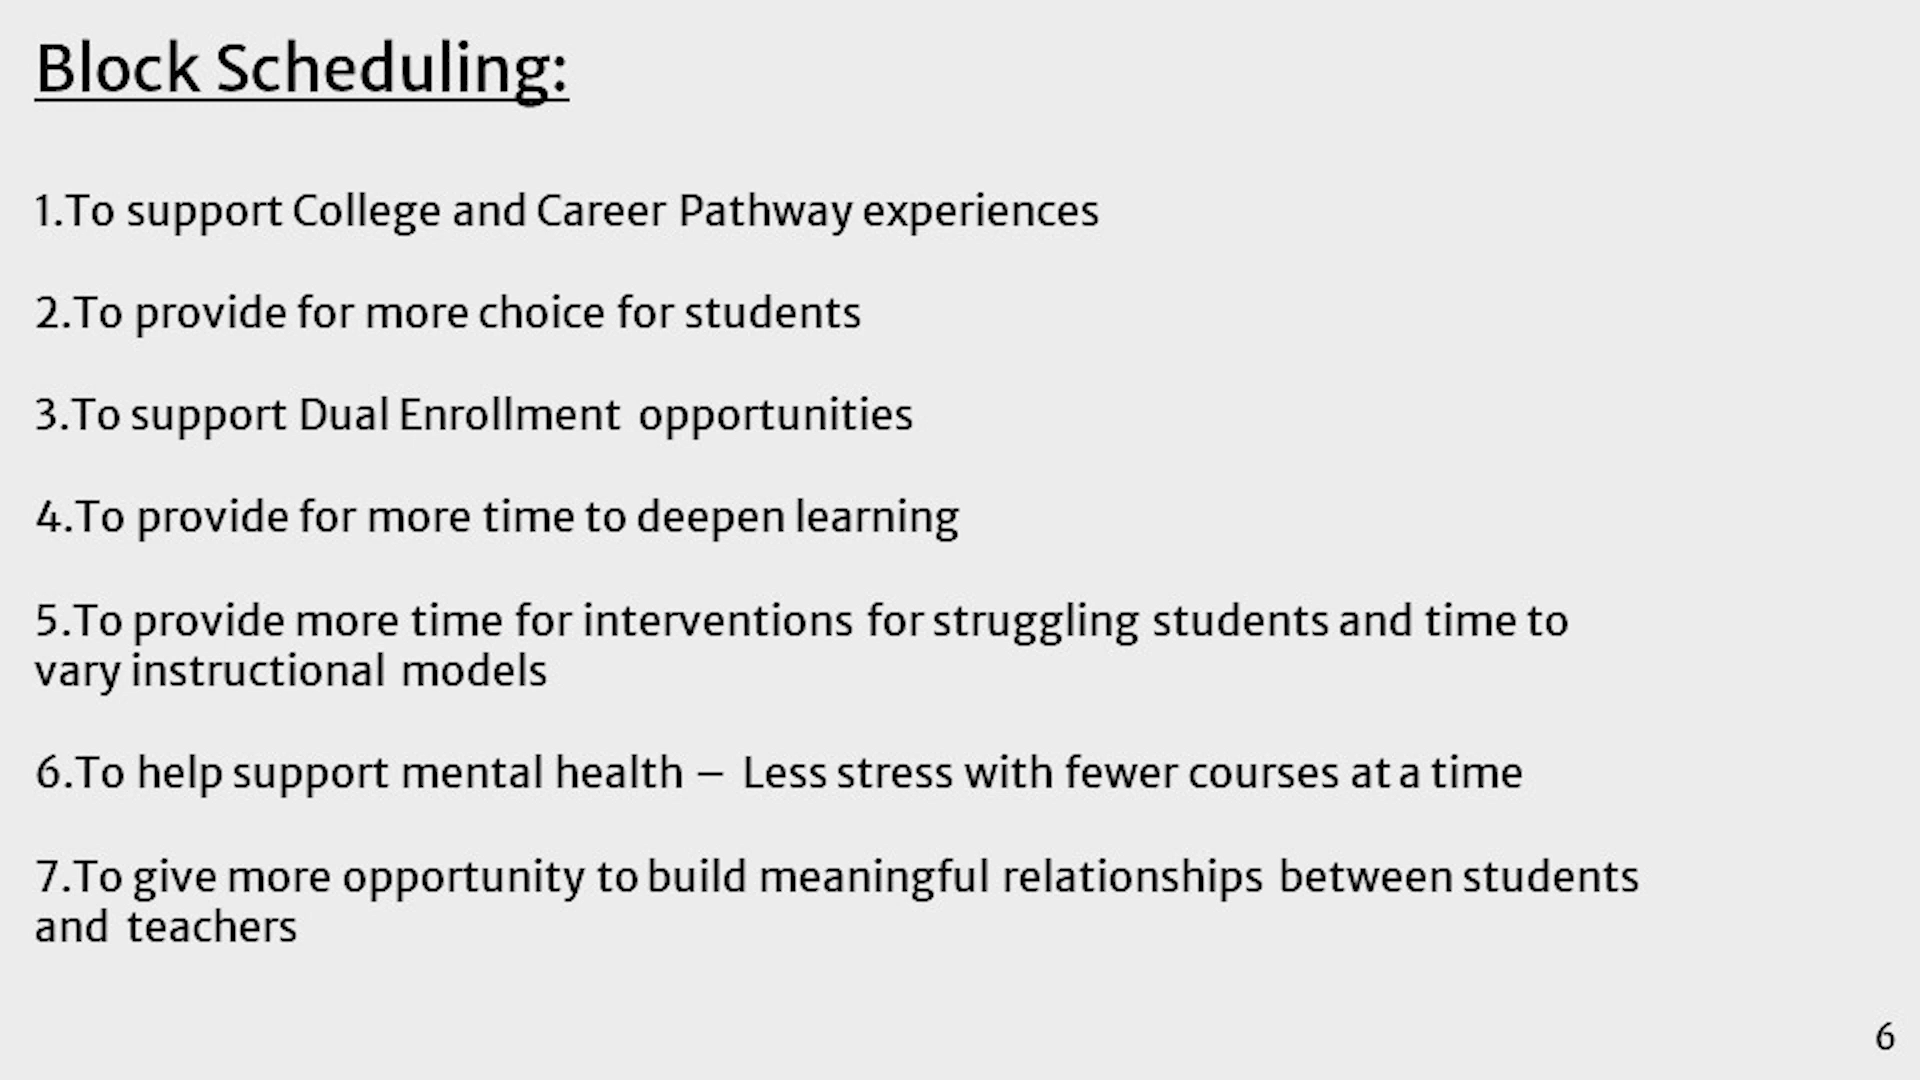 Block Scheduling:
1.To support College and Career Pathway experiences
2.To provide for more choice for students
3.To support Dual Enrollment opportunities
4.To provide for more time to deepen learning
5.To provide more time for interventions for struggling students and time to
vary instructional models
6.To help support mental health – Less stress with fewer courses at a time
7.To give more opportunity to build meaningful relationships between students
and teachers
6